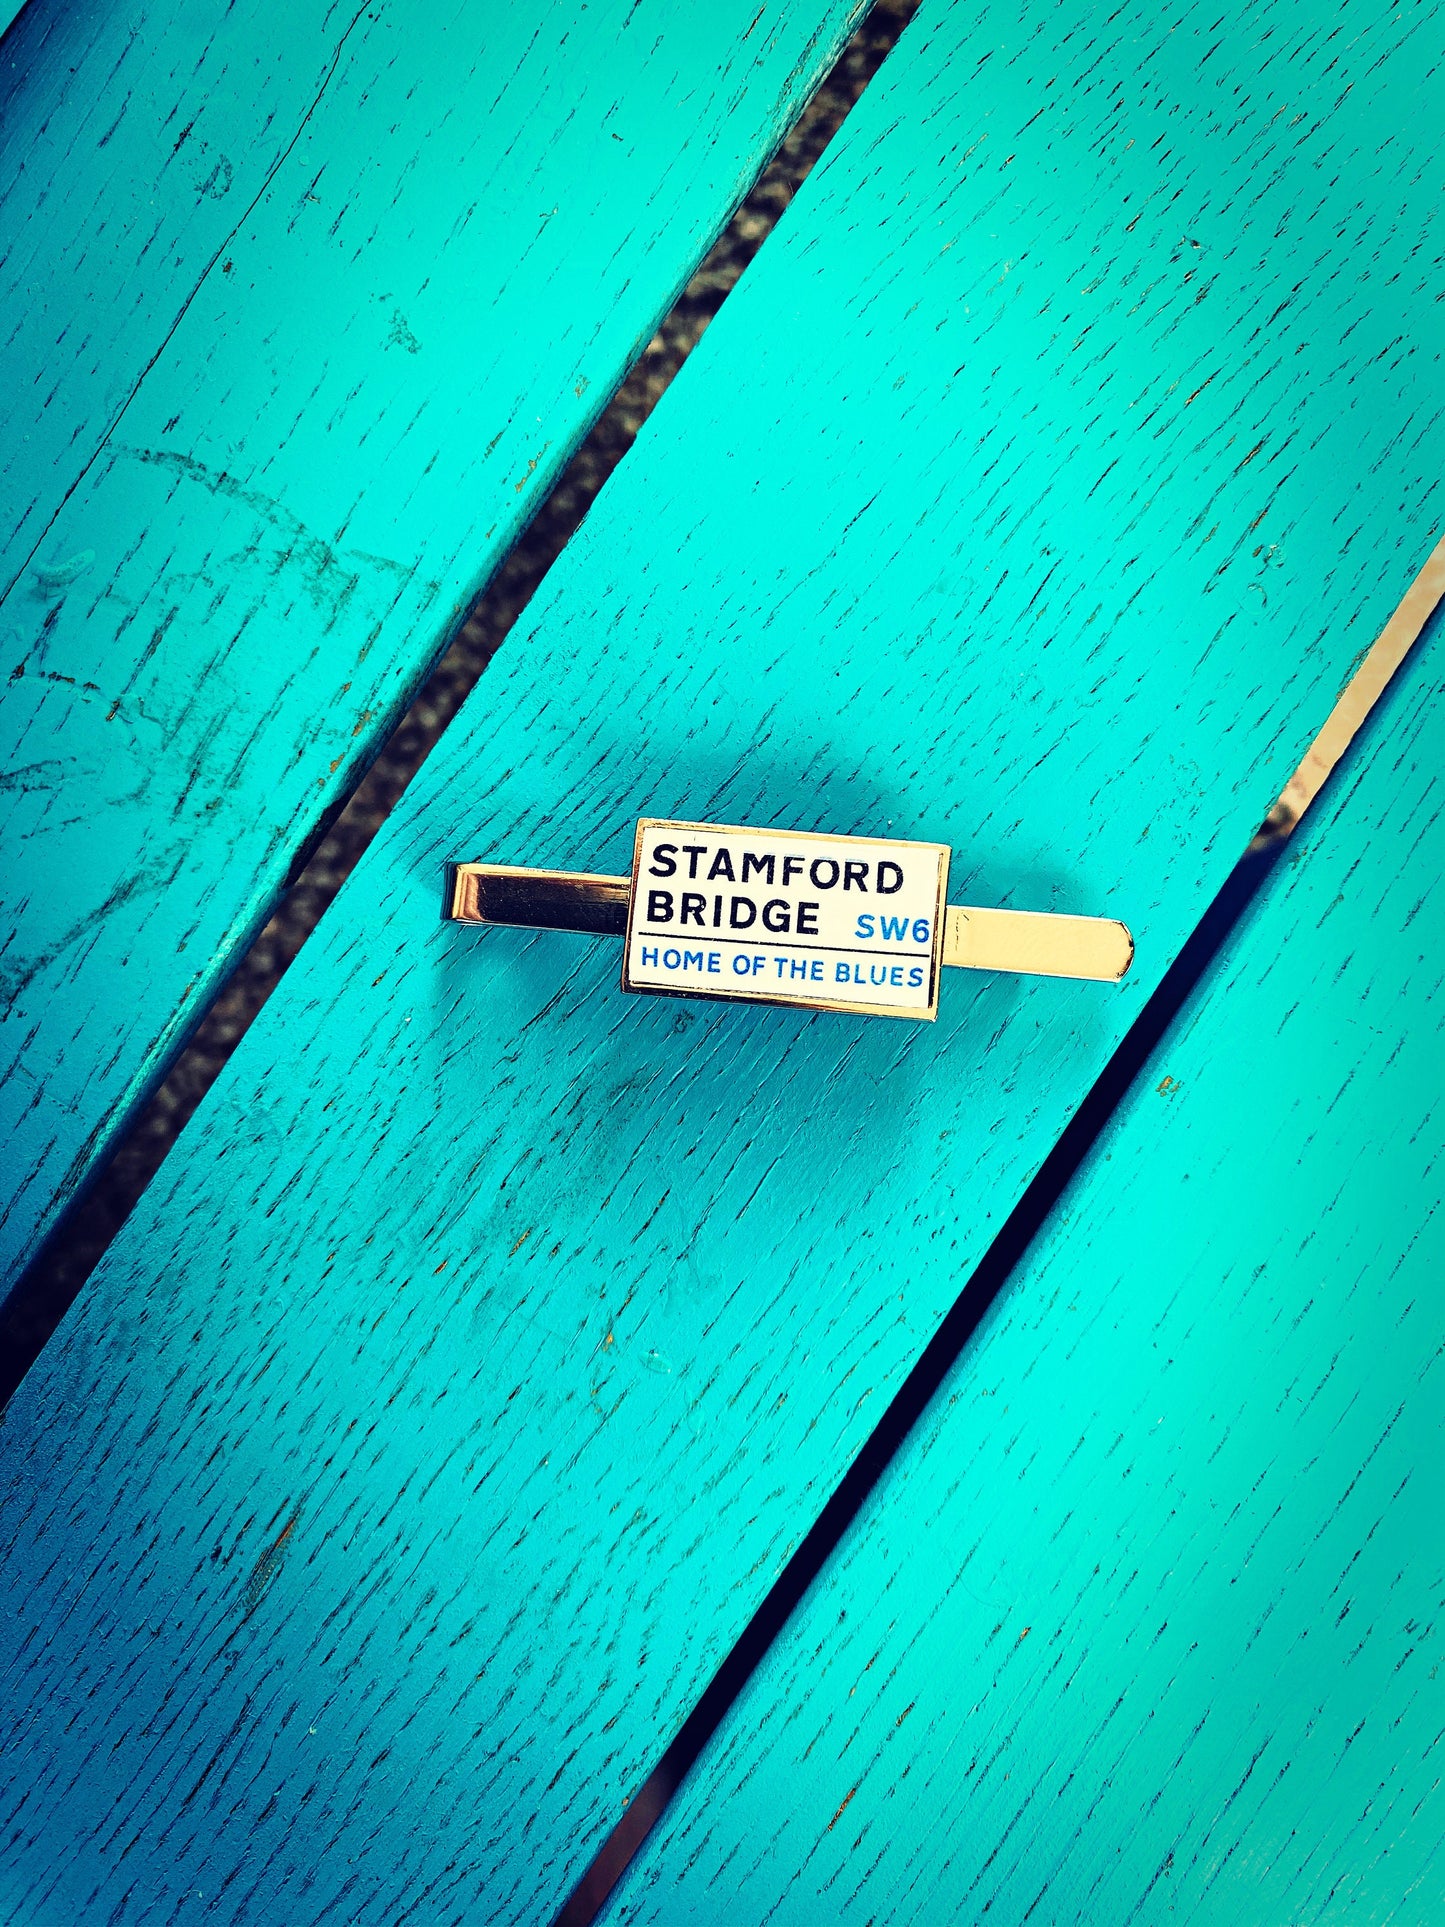 STAMFORD
BRIDGE SW6
HOME OF THE BLUES